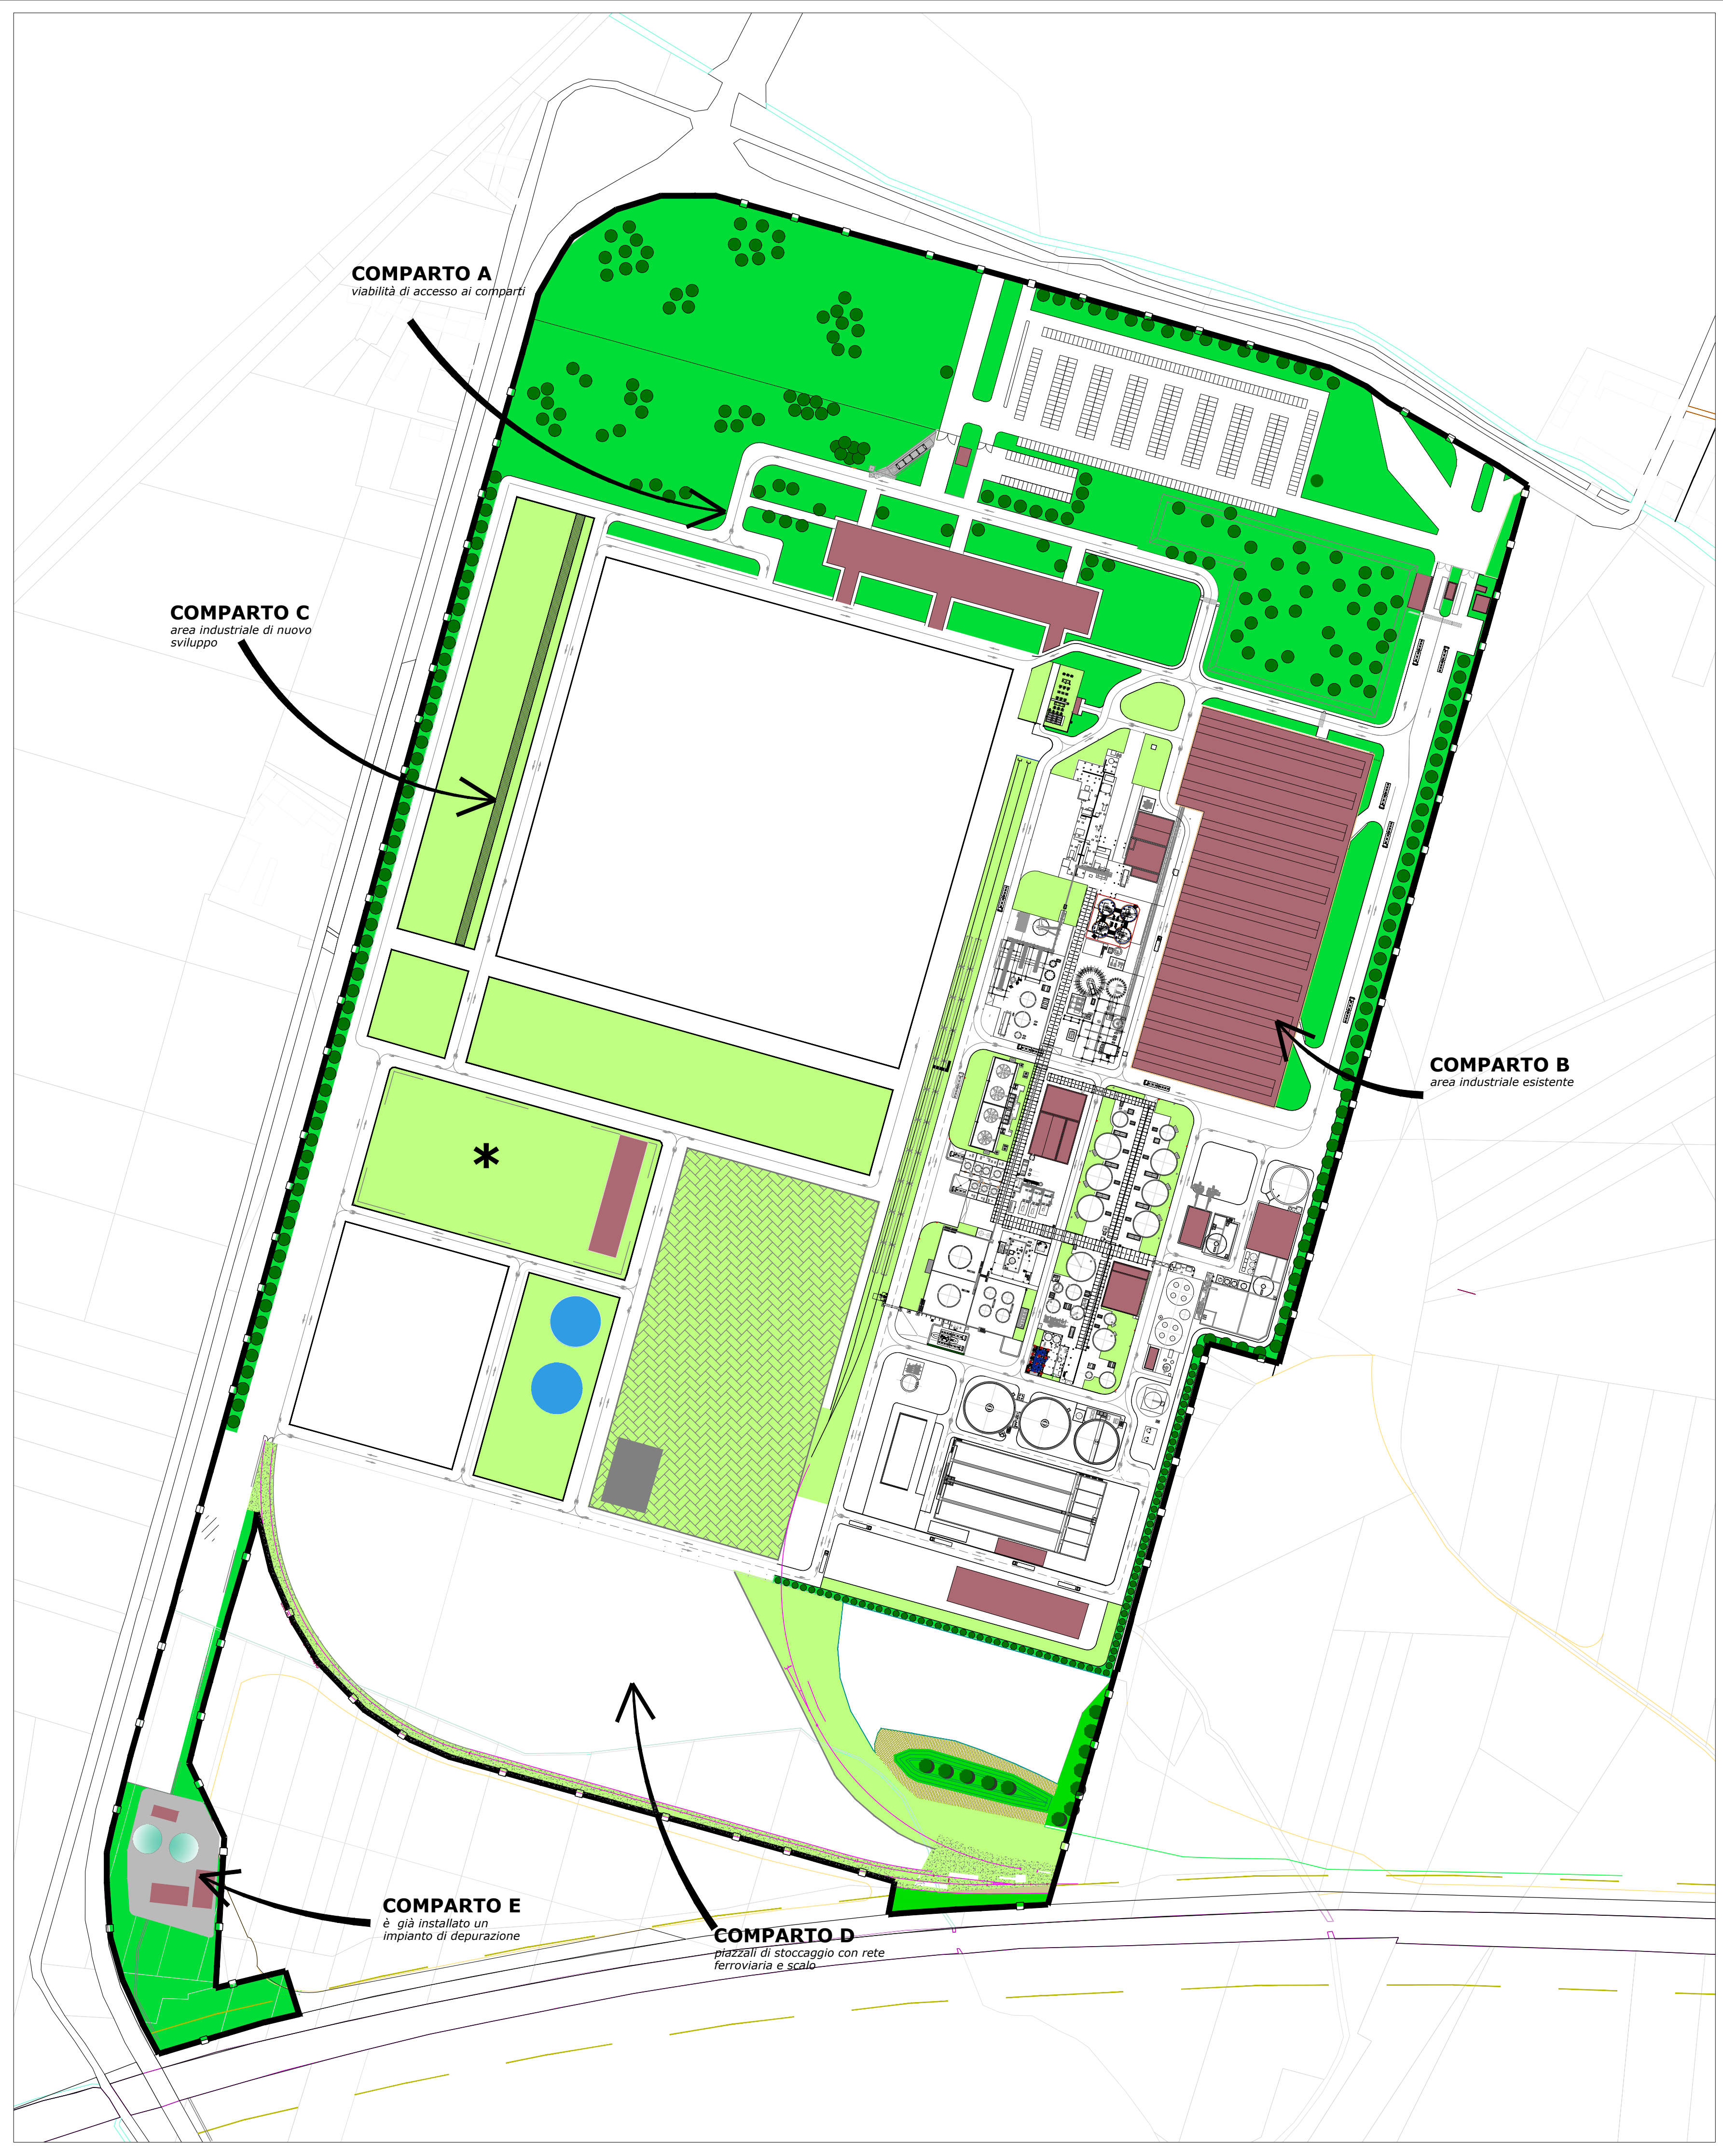 COMPARTO A
viabilità di accesso ai comparti
COMPARTO C
area industriale di nuovo
sviluppo
*
COMPARTO B
area industriale esistente
COMPARTO E
è già installato un
impianto di depurazione
COMPARTO D
piazzali di stoccaggio con rete
ferroviaria e scalo